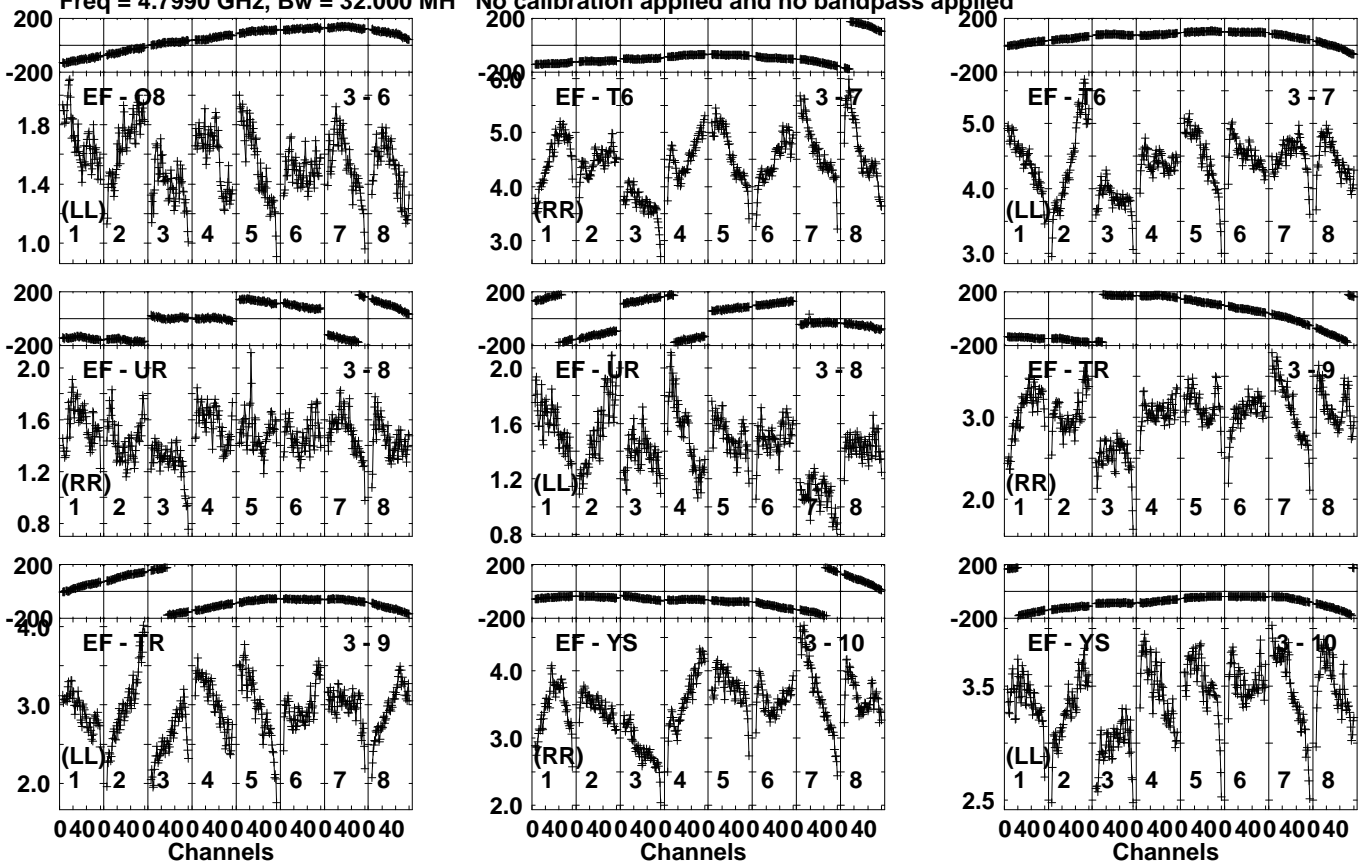 Freq = 4.7990 GHz, Bw = 32.000 MH No calibration applied and no bandpass applied
200 200 200
-200 -200 -200
EF - O8 3 - 6 6.0 EF - T6 3 - 7 EF - T6 3 - 7
1.8 5.0 5.0
1.4 4.0 4.0
(LL) (RR) (LL)
1.0 1 2 3 4 5 6 7 8 3.0 1 2 3 4 5 6 7 8 3.0 1 2 3 4 5 6 7 8
200 200 200
-200 -200 -200
2.0 EF - UR 3 - 8 2.0 EF - UR 3 - 8 EF - TR 3 - 9
1.6 1.6 3.0
1.2 1.2
(RR) (LL) (RR)
0.8 1 2 3 4 5 6 7 8 0.8 1 2 3 4 5 6 7 8 2.0 1 2 3 4 5 6 7 8
200 200 200
-200 -200 -200
4.0 EF - TR 3 - 9 EF - YS 3 - 10 EF - YS 3 - 10
3.0 4.0 3.5
(LL) 3.0 (RR) (LL)
2.0 1 2 3 4 5 6 7 8 2.0 1 2 3 4 5 6 7 8 2.5 1 2 3 4 5 6 7 8
0 40 0 40 0 40 0 40 0 40 0 40 0 40 0 40 0 40 0 40 0 40 0 40 0 40 0 40 0 40 0 40 0 40 0 40 0 40 0 40 0 40 0 40 0 40 0 40
Channels Channels Channels